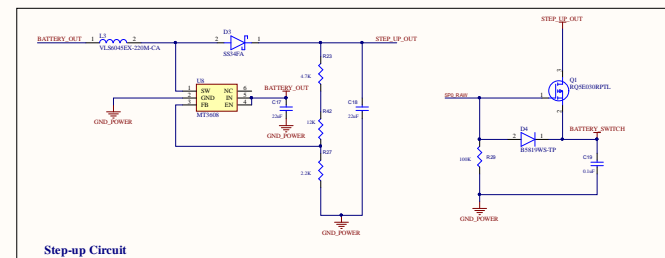 STEP_UP_OUT
L3
D3
BATTERY_OUT
1
2
2
1
STEP_UP_OUT
VLS6045EX-220M-CA
SS34FA
R23
3
Q1
RQ5E030RPTL
U8
BATTERY_OUT
4.7K
1
SW
NC
6
2
GND
IN
5
3
FB
EN
4
C17
C18
1
2
MT3608
22uF
22uF
GND_POWER
R42
D4
BATTERY_SWITCH
2
1
GND_POWER
B5819WS-TP
R27
100K
R29
C19
0.1uF
2.2K
GND_POWER
GND_POWER
Step-up Circuit